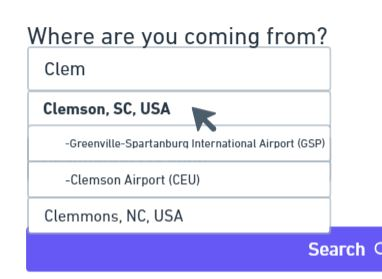 Where are you coming from?
Clem
Clemson, SC, USA
-Greenville-Spartanburg International Airport (GSP)
-Clemson Airport (CEU)
Clemmons, NC, USA
Search